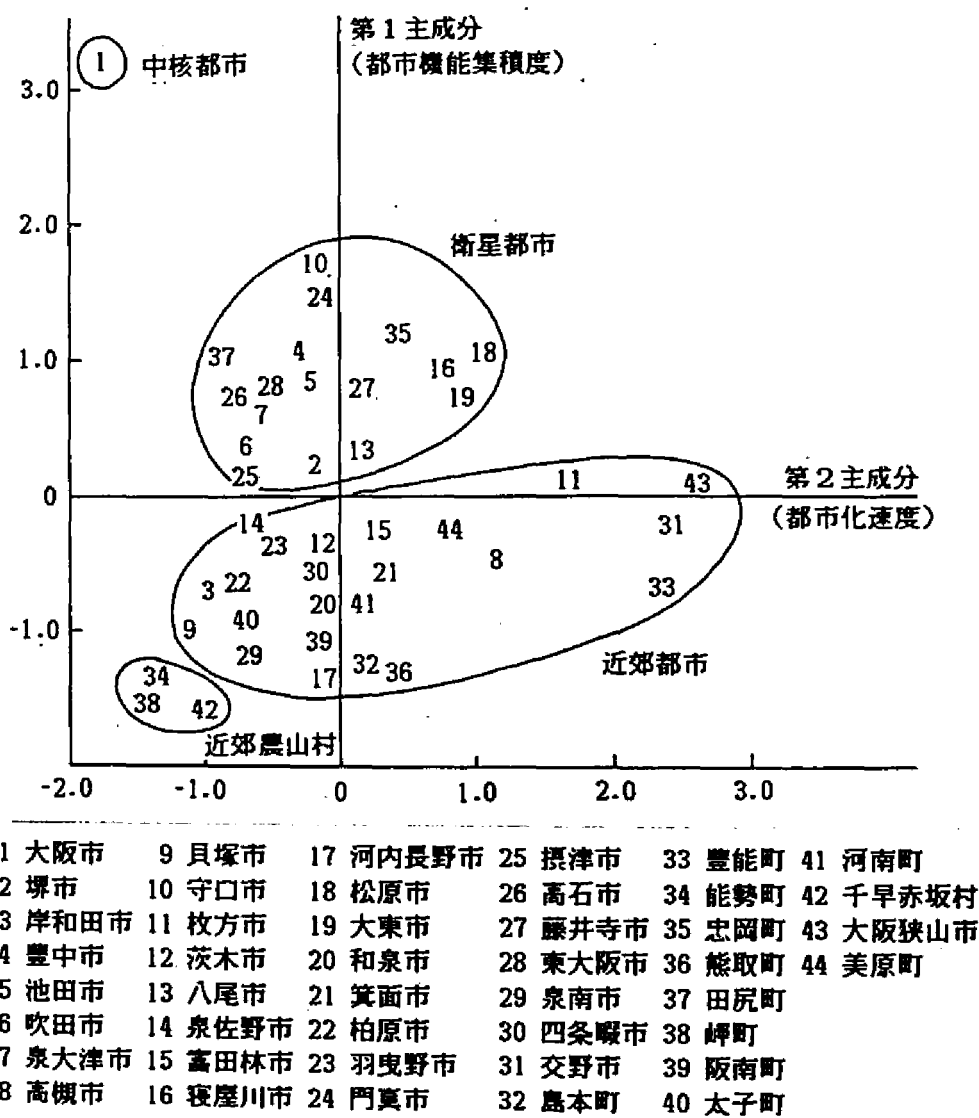 第1主成分
(都市機能集積度)
1 中核都市
3.0
2.0
衛星都市
10
24
35
37 4 18
16
1.0
26 28 5 27 19
7
6 13
2
25
11 43
第2主成分
0
(都市化速度)
14 15 44 31
23 12
30 21 8
3 22 33
20 41
40
9 39
-1.0
29 32 36
17
近郊都市
34
38 42
近郊農山村
-2.0 -1.0 0 1.0 2.0 3.0
1 大阪市 9 貝塚市 17 河内長野市 25 摂津市 33 豊能町 41 河南町
2 堺市 10 守口市 18 松原市 26 高石市 34 能勢町 42 千早赤坂村
3 岸和田市 11 枚方市 19 大東市 27 藤井寺市 35 忠岡町 43 大阪狭山市
4 豊中市 12 茨木市 20 和泉市 28 東大阪市 36 熊取町 44 美原町
5 池田市 13 八尾市 21 箕面市 29 泉南市 37 田尻町
6 吹田市 14 泉佐野市 22 柏原市 30 四条畷市 38 岬町
7 泉大津市 15 富田林市 23 羽曳野市 31 交野市 39 阪南町
8 高槻市 16 寝屋川市 24 門真市 32 島本町 40 太子町